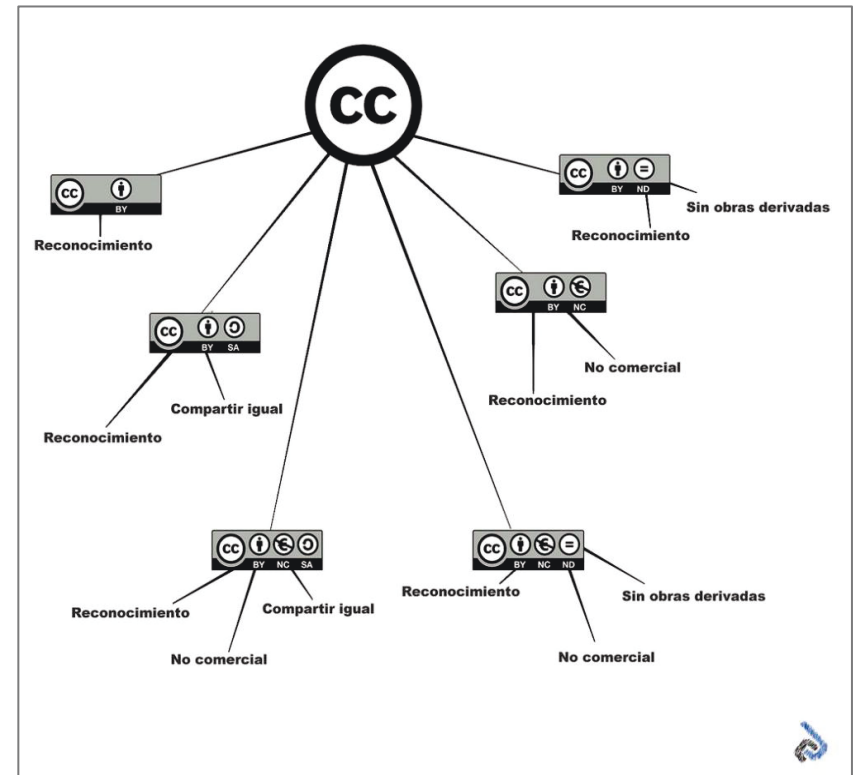 cc
cc
BY
Reconocimiento
cc
BY ND
Sin obras derivadas
Reconocimiento
cc
BY NC
No comercial
Reconocimiento
cc
BY SA
Compartir igual
Reconocimiento
cc
BY NC SA
Reconocimiento
Compartir igual
No comercial
cc
BY NC ND
Reconocimiento
Sin obras derivadas
No comercial